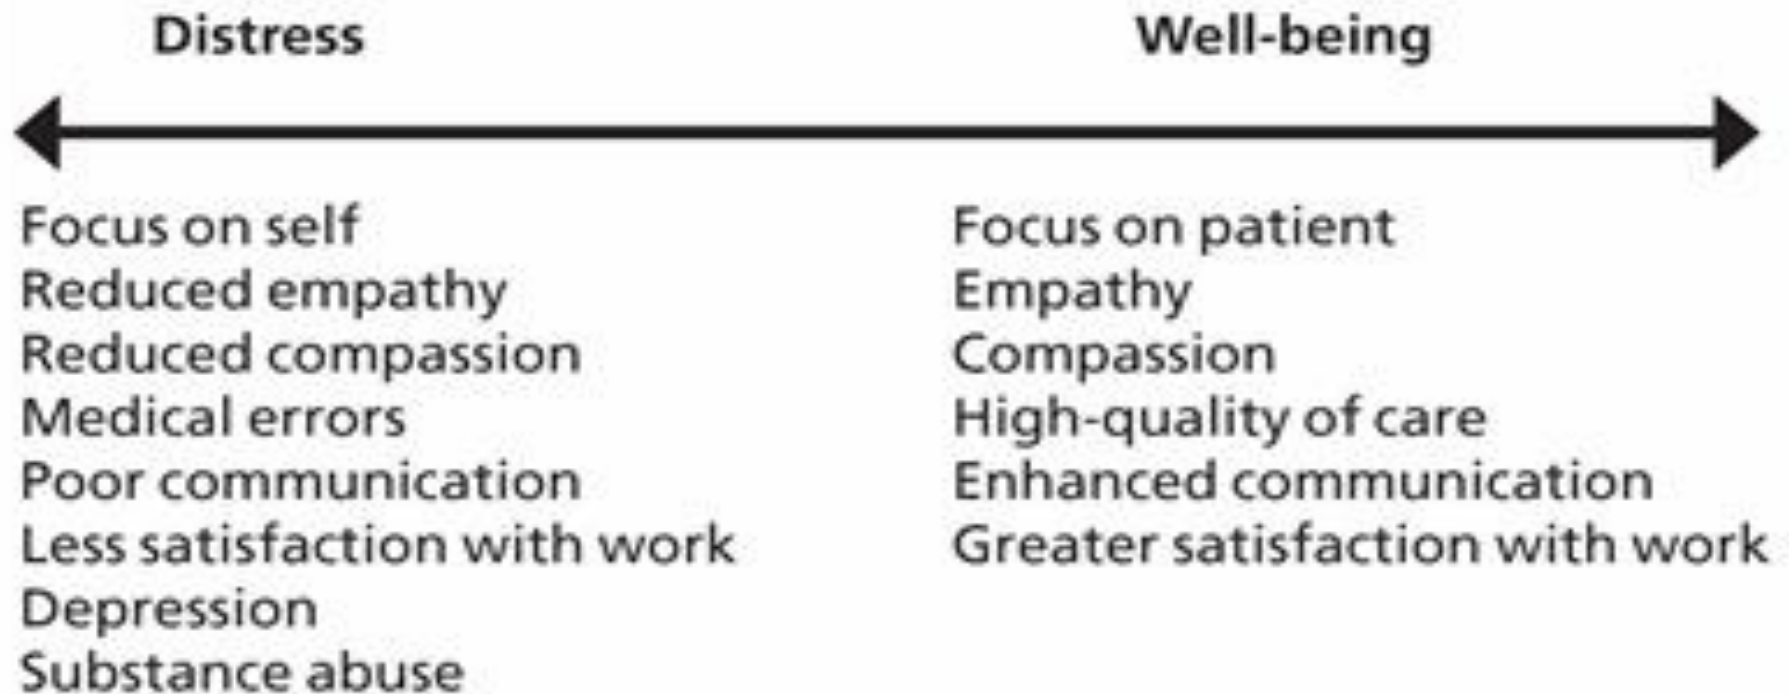 Distress
Well-being
Focus on self
Reduced empathy
Reduced compassion
Medical errors
Poor communication
Less satisfaction with work
Depression
Substance abuse
Focus on patient
Empathy
Compassion
High-quality of care
Enhanced communication
Greater satisfaction with work